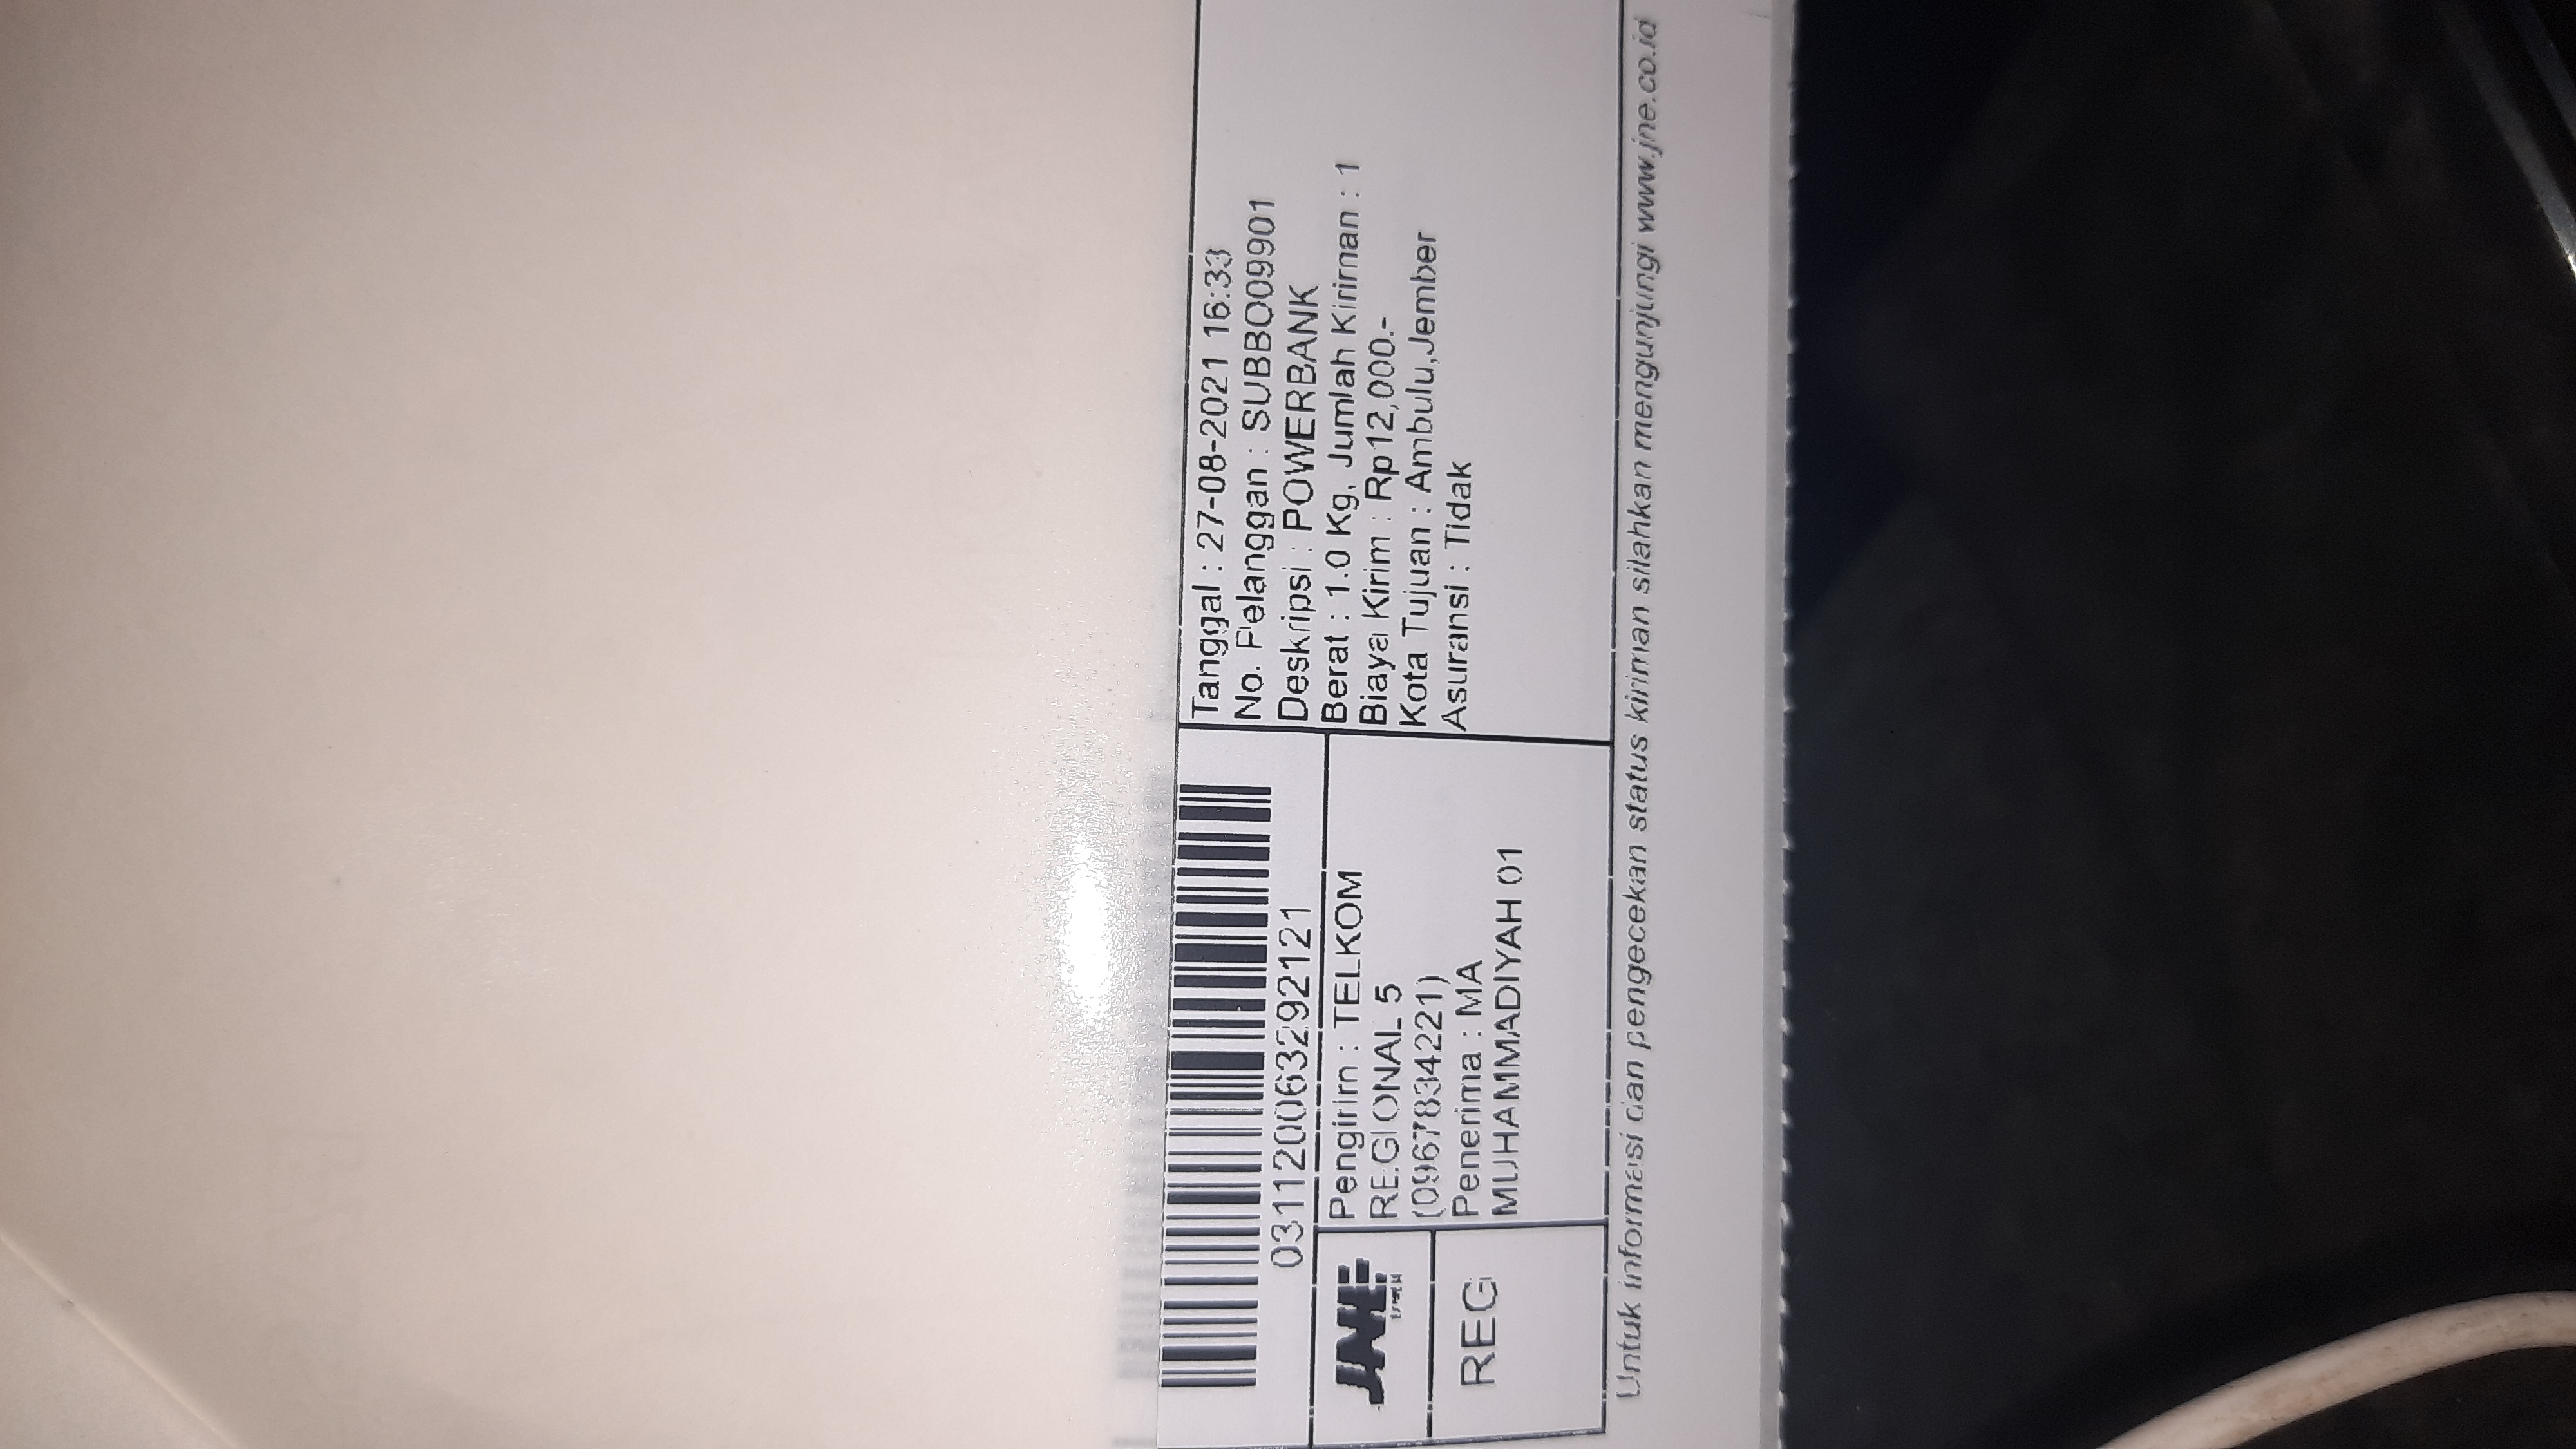 031120063292121
JNE
REG
Pengirim : TELKOM
REGIONAL 5
(0967834221)
Penerima : MA
MUHAMMADIYAH 01
Tanggal : 27-08-2021 16:33
No. Pelanggan : SUBBO09901
Deskripsi : POWERBANK
Berat : 1.0 Kg, Jumlah Kiriman : 1
Biaya Kirim : Rp12,000.-
Kota Tujuan : Ambulu,Jember
Asuransi : Tidak
Untuk informasi dan pengecekan status kiriman silahkan mengunjungi www.jne.co.id